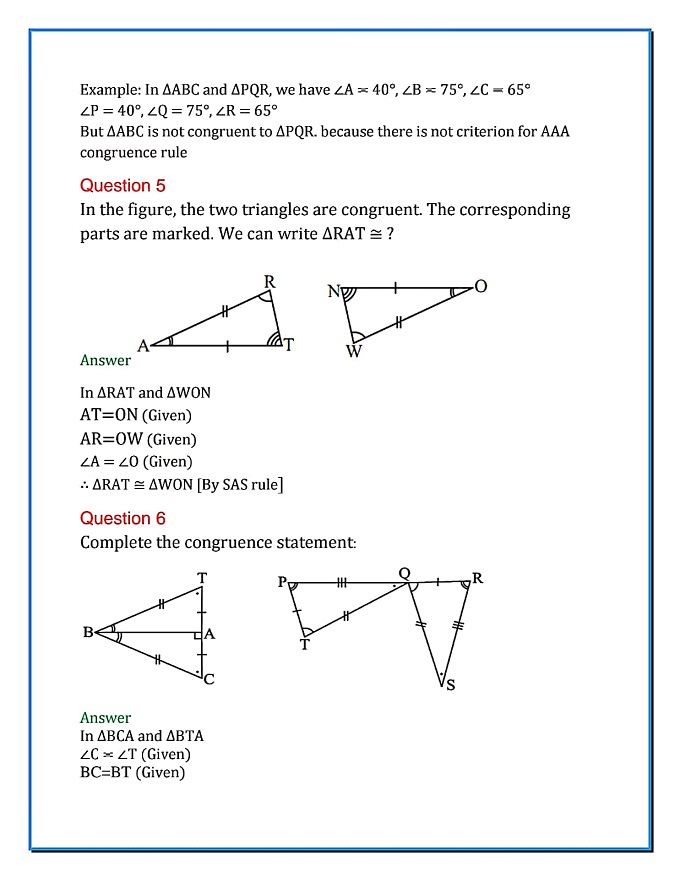 Example: In ΔABC and ΔPQR, we have ∠A = 40°, ∠B = 75°, ∠C = 65°
∠P = 40°, ∠Q = 75°, ∠R = 65°
But ΔABC is not congruent to ΔPQR. because there is not criterion for AAA
congruence rule
Question 5
In the figure, the two triangles are congruent. The corresponding
parts are marked. We can write ΔRAT ≅ ?
R
N O
A T
W
Answer
In ΔRAT and ΔWON
AT=ON (Given)
AR=OW (Given)
∠A = ∠O (Given)
∴ ΔRAT ≅ ΔWON [By SAS rule]
Question 6
Complete the congruence statement:
T P Q R
B A
T
C S
Answer
In ΔBCA and ΔBTA
∠C = ∠T (Given)
BC=BT (Given)